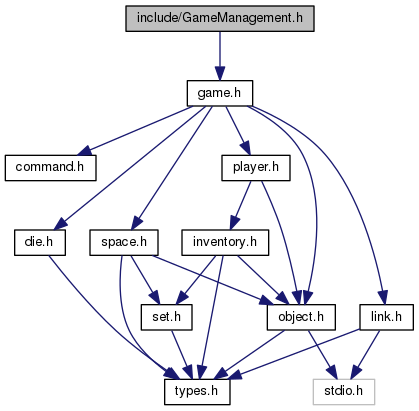 include/GameManagement.h
game.h
command.h
player.h
die.h
space.h
inventory.h
set.h
object.h
link.h
types.h
stdio.h